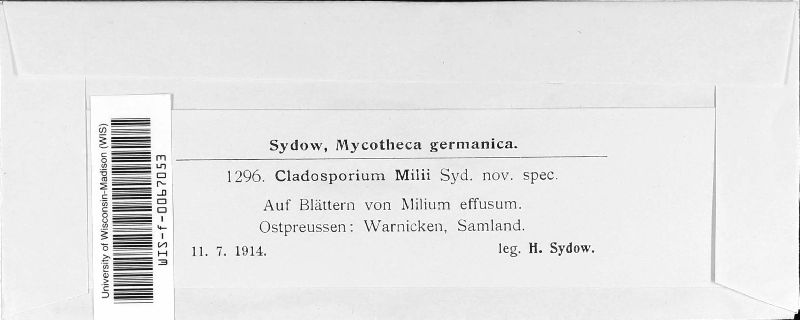 Sydow, Mycotheca germanica.
1296. Cladosporium Milii Syd. nov. spec.
Auf Blättern von Milium effusum.
Ostpreussen: Warnicken, Samland.
11. 7. 1914. leg. H. Sydow.
University of Wisconsin-Madison (WIS)
WIS-f-0067053